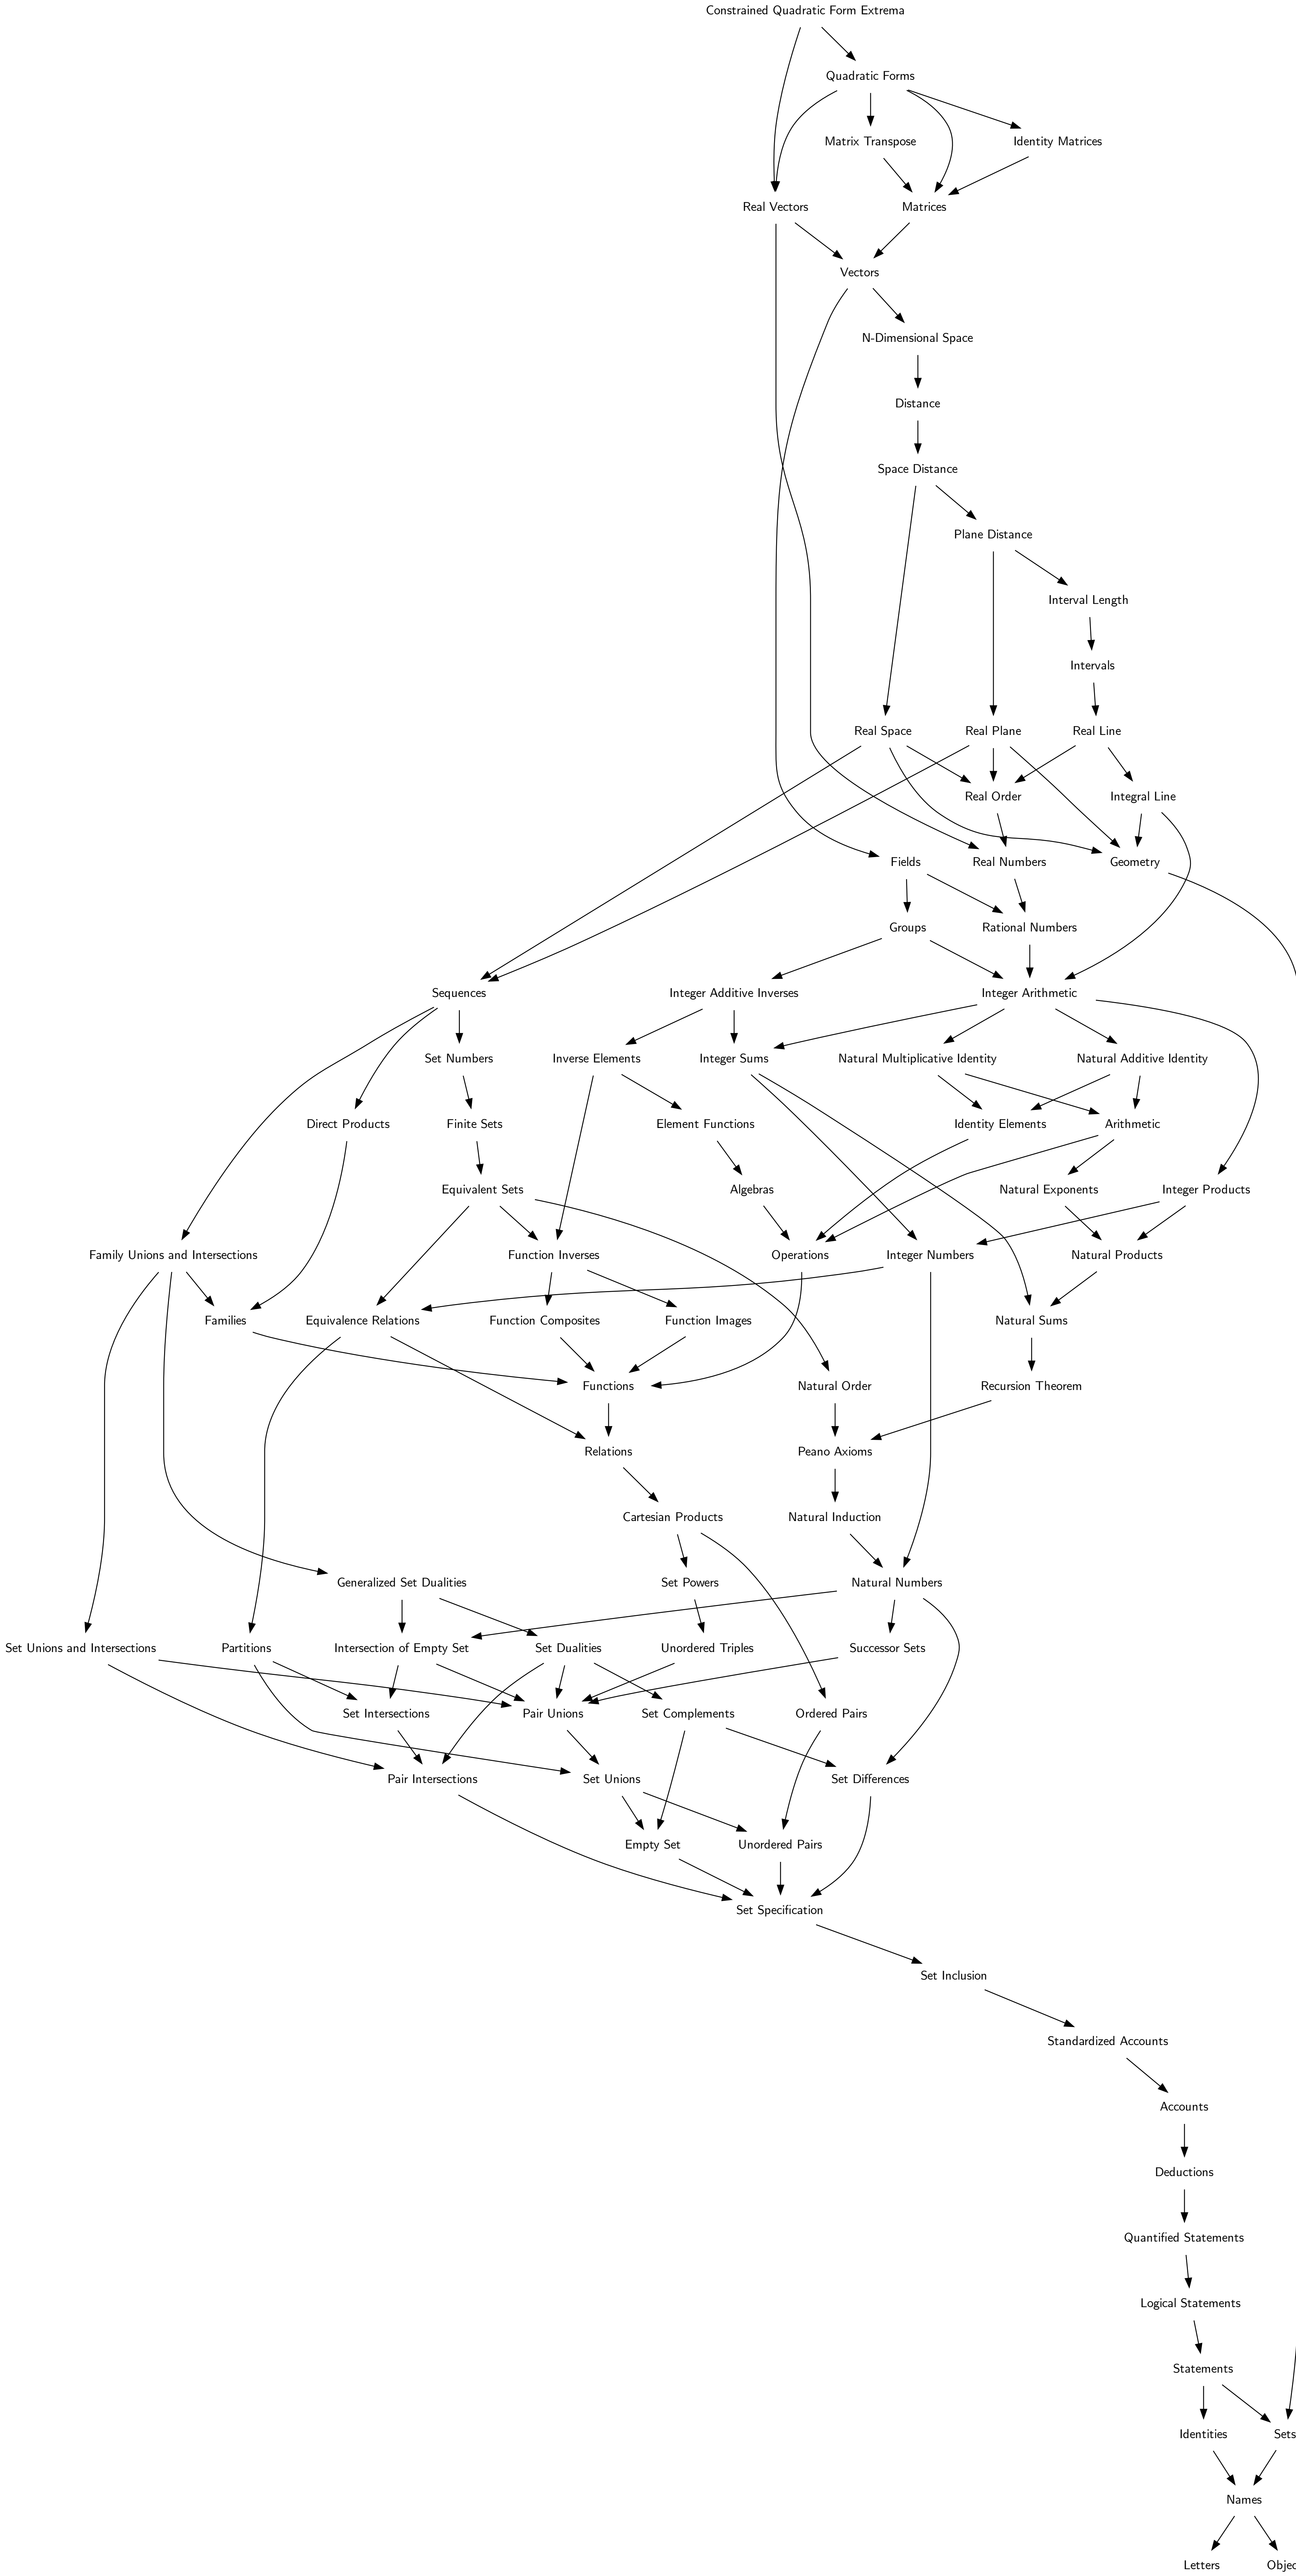 Constrained Quadratic Form Extrema
Quadratic Forms
Matrix Transpose
Identity Matrices
Real Vectors
Matrices
Vectors
N-Dimensional Space
Distance
Space Distance
Plane Distance
Interval Length
Intervals
Real Space
Real Plane
Real Line
Real Order
Integral Line
Fields
Real Numbers
Geometry
Groups
Rational Numbers
Sequences
Integer Additive Inverses
Integer Arithmetic
Set Numbers
Inverse Elements
Integer Sums
Natural Multiplicative Identity
Natural Additive Identity
Direct Products
Finite Sets
Element Functions
Identity Elements
Arithmetic
Equivalent Sets
Algebras
Natural Exponents
Integer Products
Family Unions and Intersections
Function Inverses
Operations
Integer Numbers
Natural Products
Families
Equivalence Relations
Function Composites
Function Images
Natural Sums
Functions
Natural Order
Recursion Theorem
Relations
Peano Axioms
Cartesian Products
Natural Induction
Generalized Set Dualities
Set Powers
Natural Numbers
Set Unions and Intersections
Partitions
Intersection of Empty Set
Set Dualities
Unordered Triples
Successor Sets
Set Intersections
Pair Unions
Set Complements
Ordered Pairs
Pair Intersections
Set Unions
Set Differences
Empty Set
Unordered Pairs
Set Specification
Set Inclusion
Standardized Accounts
Accounts
Deductions
Quantified Statements
Logical Statements
Statements
Identities
Sets
Names
Letters
Objec